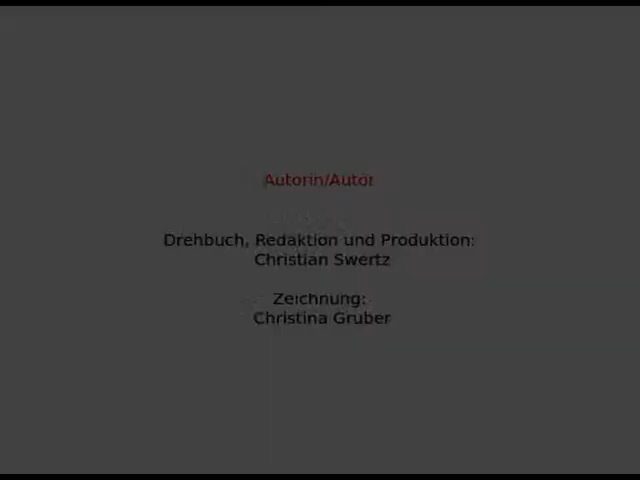 Autorin/Autor
Drehbuch, Redaktion und Produktion:
Christian Swertz
Zeichnung:
Christina Gruber